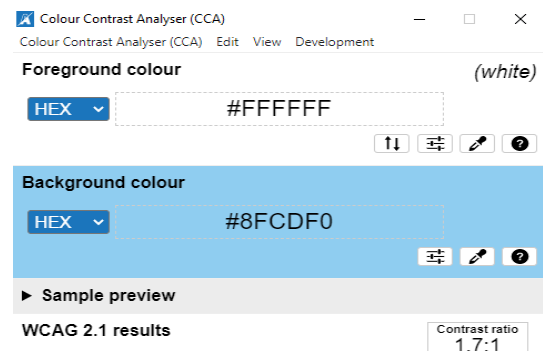 Colour Contrast Analyser (CCA)
Colour Contrast Analyser (CCA) Edit View Development
Foreground colour
(white)
HEX #FFFFFF
Background colour
HEX #8FCDF0
Sample preview
WCAG 2.1 results
Contrast ratio
1.7:1